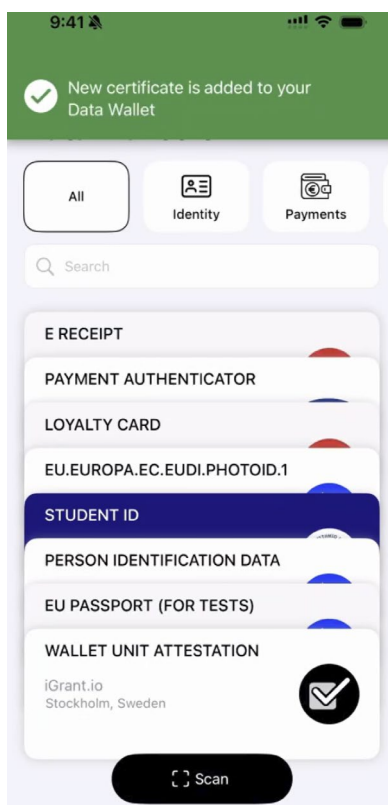 9:41
New certificate is added to your
Data Wallet
All
Identity
Payments
Search
E RECEIPT
PAYMENT AUTHENTICATOR
LOYALTY CARD
EU.EUROPA.EC.EUDI.PHOTOID.1
STUDENT ID
PERSON IDENTIFICATION DATA
EU PASSPORT (FOR TESTS)
WALLET UNIT ATTESTATION
iGrant.io
Stockholm, Sweden
Scan